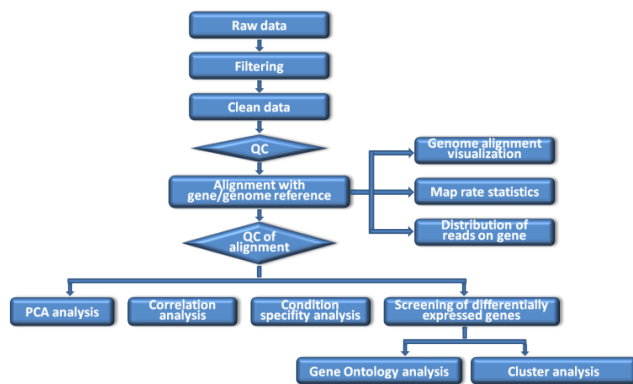 Raw data
Filtering
Clean data
QC
Genome alignment
visualization
Alignment with
gene/genome reference
Map rate statistics
Distribution of
reads on gene
QC of
alignment
PCA analysis
Correlation
analysis
Condition
specifity analysis
Screening of differentially
expressed genes
Gene Ontology analysis
Cluster analysis